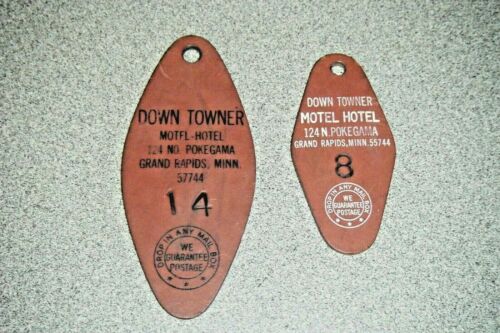 DOWN TOWNER
MOTEL-HOTEL
124 NO. POKEGAMA
GRAND RAPIDS, MINN.
57744
14
DROP IN ANY MAIL BOX
WE
GUARANTEE
POSTAGE
DOWN TOWNER
MOTEL HOTEL
124 N. POKEGAMA
GRAND RAPIDS, MINN. 55744
8
DROP IN ANY MAIL BOX
WE
GUARANTEE
POSTAGE